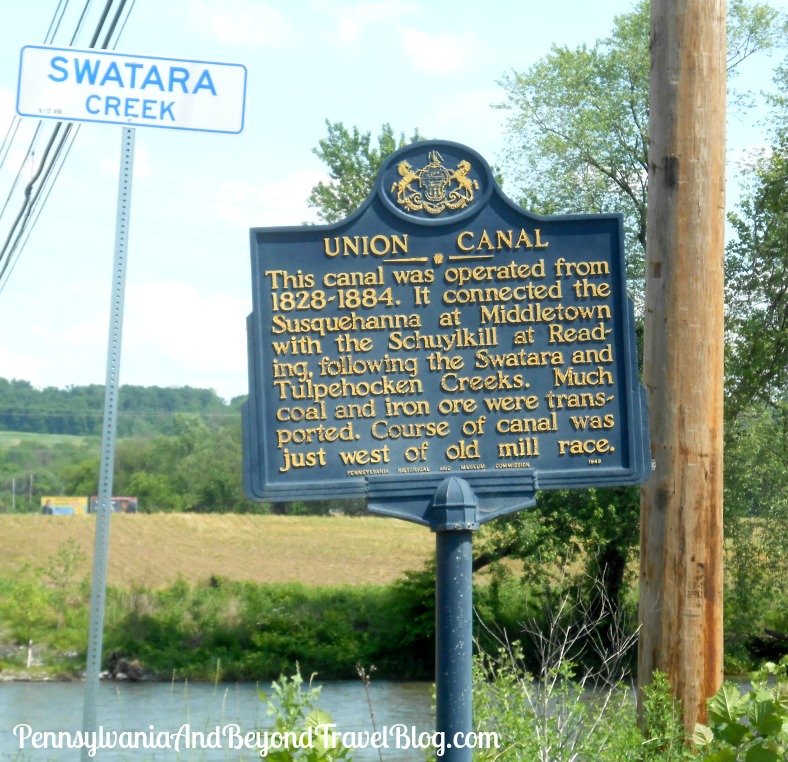 SWATARA
CREEK
UNION CANAL
This canal was operated from
1828-1884. It connected the
Susquehanna at Middletown
with the Schuylkill at Read-
ing, following the Swatara and
Tulpehocken Creeks. Much
coal and iron ore were trans-
ported. Course of canal was
just west of old mill race.
PENNSYLVANIA HISTORICAL AND MUSEUM COMMISSION 1949
PennsylvaniaAndBeyondTravelBlog.com